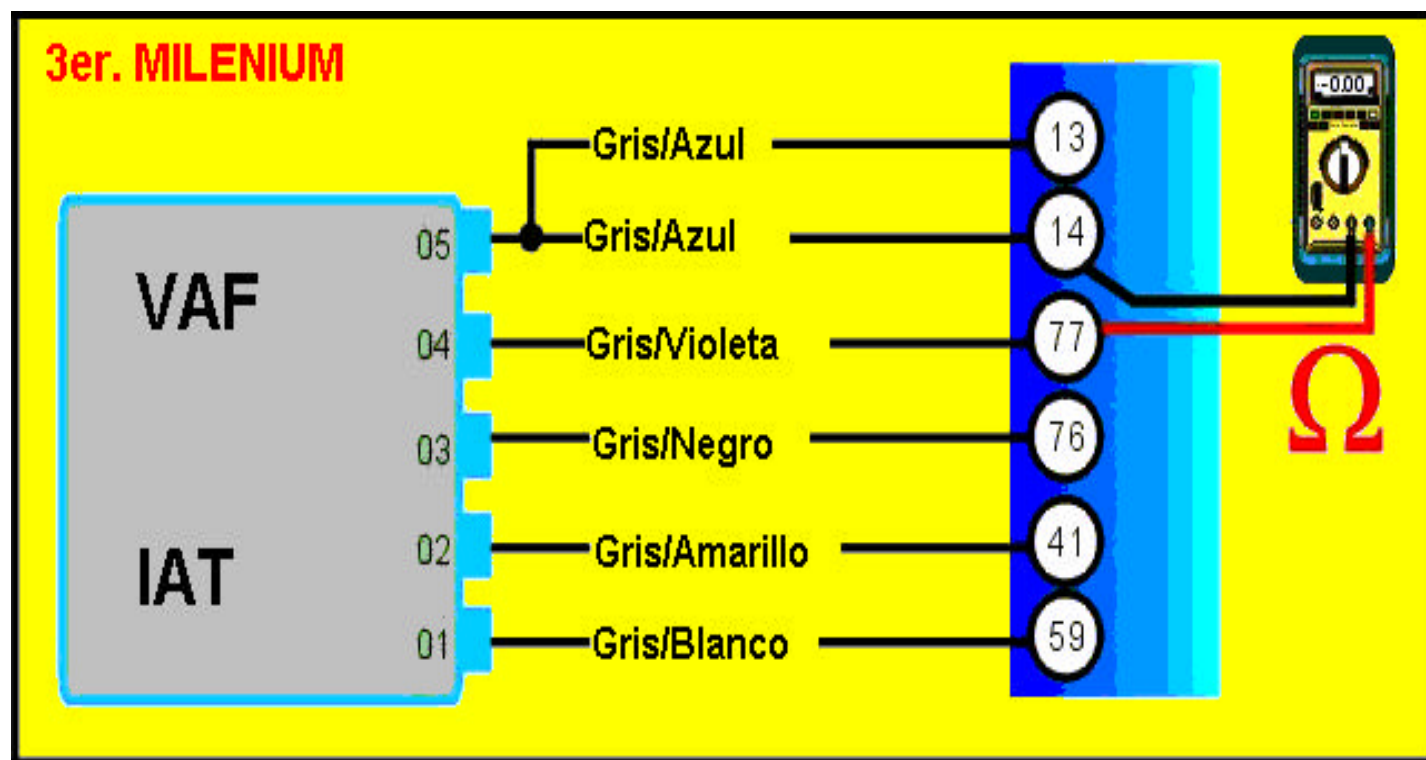 3er. MILENIUM
-0.00
Gris/Azul 13
05 Gris/Azul 14
VAF
04 Gris/Violeta 77
Ω
03 Gris/Negro 76
02 Gris/Amarillo 41
IAT
01 Gris/Blanco 59